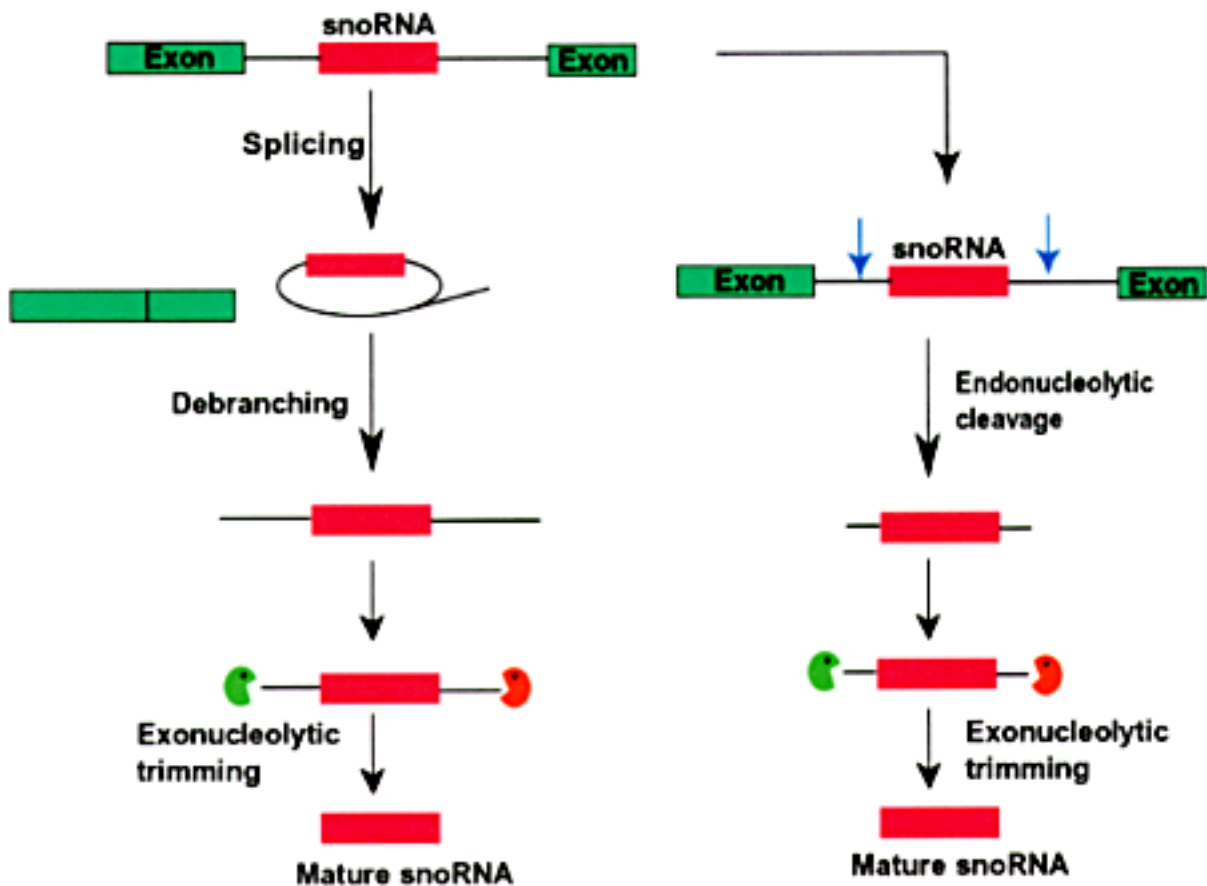 snoRNA
Exon
Exon
Splicing
snoRNA
Exon
Exon
Debranching
Endonucleolytic
cleavage
Exonucleolytic
trimming
Exonucleolytic
trimming
Mature snoRNA
Mature snoRNA